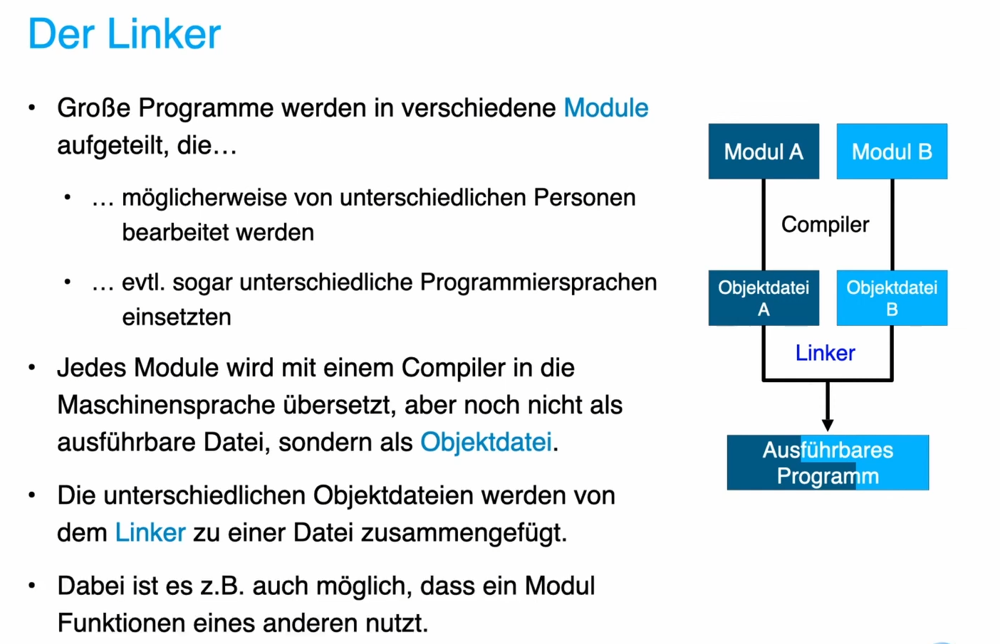 Der Linker
• Große Programme werden in verschiedene Module
aufgeteilt, die…
• … möglicherweise von unterschiedlichen Personen
bearbeitet werden
• … evtl. sogar unterschiedliche Programmiersprachen
einsetzten
• Jedes Module wird mit einem Compiler in die
Maschinensprache übersetzt, aber noch nicht als
ausführbare Datei, sondern als Objektdatei.
• Die unterschiedlichen Objektdateien werden von
dem Linker zu einer Datei zusammengefügt.
• Dabei ist es z.B. auch möglich, dass ein Modul
Funktionen eines anderen nutzt.
Modul A
Modul B
Compiler
Objektdatei
A
Objektdatei
B
Linker
Ausführbares
Programm